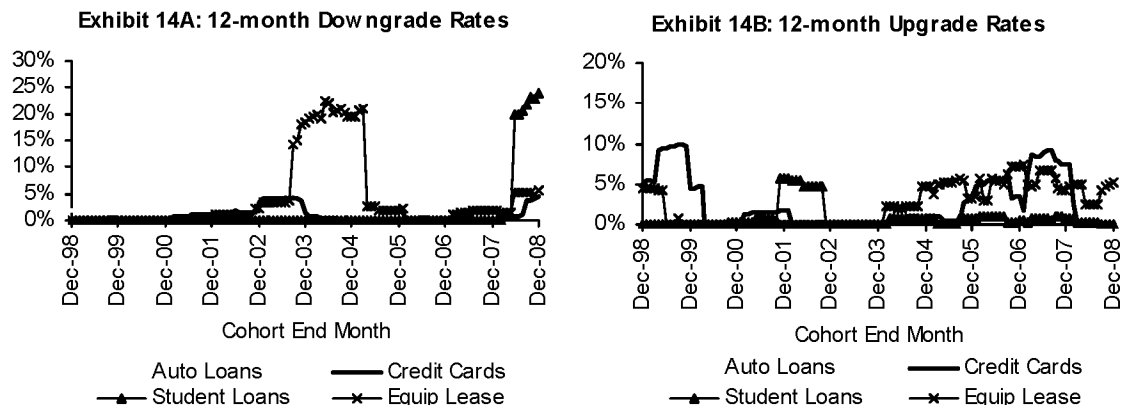 Exhibit 14A: 12-month Downgrade Rates
30%
25%
20%
15%
10%
5%
0%
Dec-98
Dec-99
Dec-00
Dec-01
Dec-02
Dec-03
Dec-04
Dec-05
Dec-06
Dec-07
Dec-08
Cohort End Month
Auto Loans
Credit Cards
Student Loans
Equip Lease
Exhibit 14B: 12-month Upgrade Rates
20%
15%
10%
5%
0%
Dec-98
Dec-99
Dec-00
Dec-01
Dec-02
Dec-03
Dec-04
Dec-05
Dec-06
Dec-07
Dec-08
Cohort End Month
Auto Loans
Credit Cards
Student Loans
Equip Lease